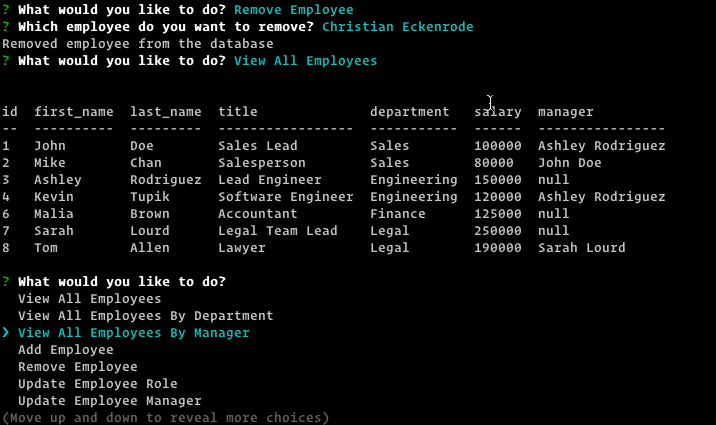 ? What would you like to do? Remove Employee
? Which employee do you want to remove? Christian Eckenrode
Removed employee from the database
? What would you like to do? View All Employees
id  first_name  last_name  title              department   salary  manager
--  ----------  ---------  -----------------  -----------  ------  ----------------
1   John        Doe        Sales Lead         Sales        100000  Ashley Rodriguez
2   Mike        Chan       Salesperson        Sales        80000   John Doe
3   Ashley      Rodriguez  Lead Engineer      Engineering  150000  null
4   Kevin       Tupik      Software Engineer  Engineering  120000  Ashley Rodriguez
6   Malia       Brown      Accountant         Finance      125000  null
7   Sarah       Lourd      Legal Team Lead    Legal        250000  null
8   Tom         Allen      Lawyer             Legal        190000  Sarah Lourd
? What would you like to do?
View All Employees
View All Employees By Department
❯ View All Employees By Manager
Add Employee
Remove Employee
Update Employee Role
Update Employee Manager
(Move up and down to reveal more choices)